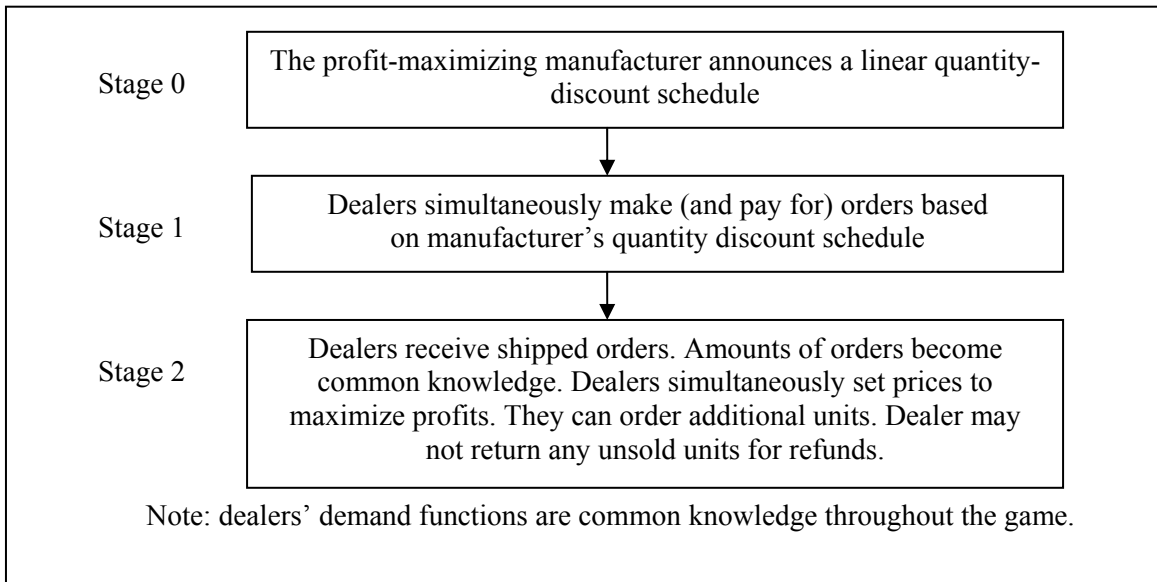 Stage 0
The profit-maximizing manufacturer announces a linear quantity-
discount schedule
Stage 1
Dealers simultaneously make (and pay for) orders based
on manufacturer’s quantity discount schedule
Stage 2
Dealers receive shipped orders. Amounts of orders become
common knowledge. Dealers simultaneously set prices to
maximize profits. They can order additional units. Dealer may
not return any unsold units for refunds.
Note: dealers’ demand functions are common knowledge throughout the game.